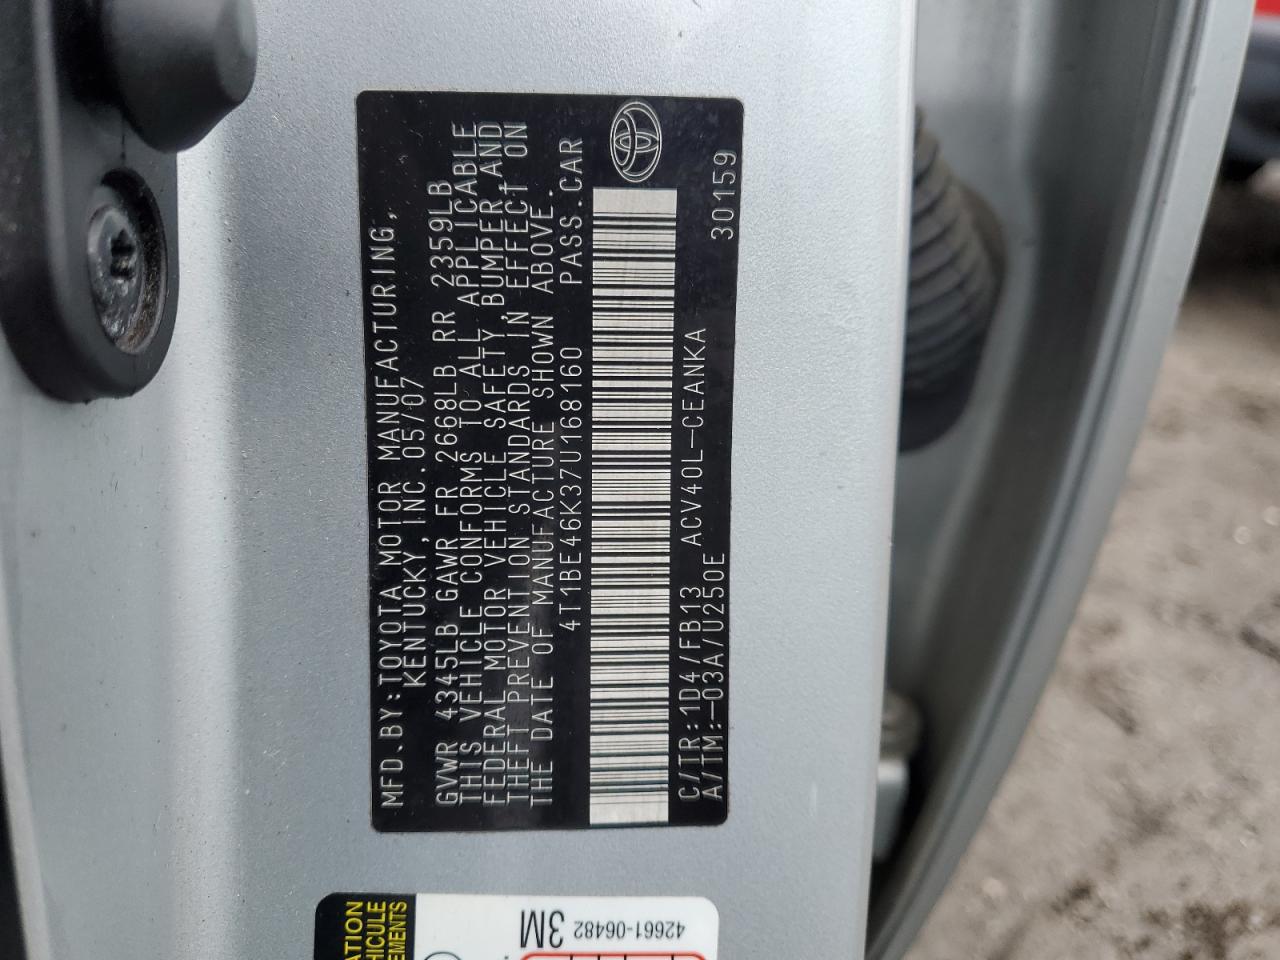 MFD.BY:TOYOTA MOTOR MANUFACTURING,
KENTUCKY,INC.05/07
GVWR 4345LB GAWR FR 2668LB RR 2359LB
THIS VEHICLE CONFORMS TO ALL APPLICABLE
FEDERAL MOTOR VEHICLE SAFETY,BUMPER,AND
THEFT PREVENTION STANDARDS IN EFFECT ON
THE DATE OF MANUFACTURE SHOWN ABOVE.
4T1BE46K37U168160 PASS.CAR
C/TR:1D4/FB13 ACV40L-CEANKA 30159
A/TM:-03A/U250E
42661-06482
3M